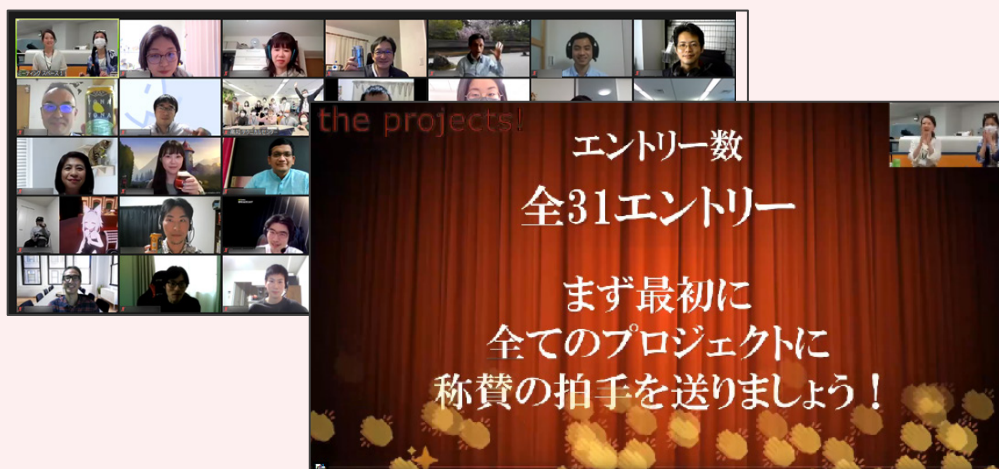 the projects!
エントリー数
全31エントリー
まず最初に
全てのプロジェクトに
称賛の拍手を送りましょう！